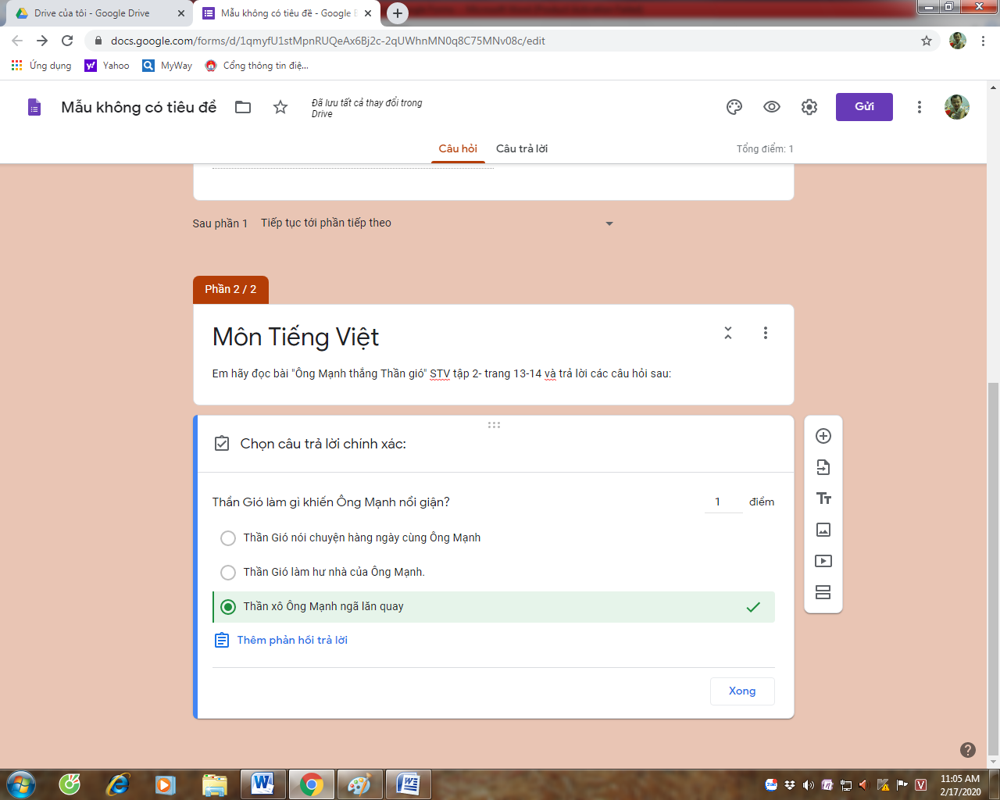 Drive của tôi - Google Drive
Mẫu không có tiêu đề - Google
docs.google.com/forms/d/1qmyfU1stMpnRUQeAx6Bj2c-2qUWhnMN0q8C75MNv08c/edit
Ứng dụng
Yahoo
MyWay
Cổng thông tin điệ...
Mẫu không có tiêu đề
Đã lưu tất cả thay đổi trong
Drive
Gửi
Câu hỏi
Câu trả lời
Tổng điểm: 1
Sau phần 1
Tiếp tục tới phần tiếp theo
Phần 2 / 2
Môn Tiếng Việt
Em hãy đọc bài "Ông Mạnh thắng Thần gió" STV tập 2- trang 13-14 và trả lời các câu hỏi sau:
Chọn câu trả lời chính xác:
Thần Gió làm gì khiến Ông Mạnh nổi giận?
1
điểm
Thần Gió nói chuyện hàng ngày cùng Ông Mạnh
Thần Gió làm hư nhà của Ông Mạnh.
Thần xô Ông Mạnh ngã lăn quay
Thêm phản hồi trả lời
Xong
11:05 AM
2/17/2020